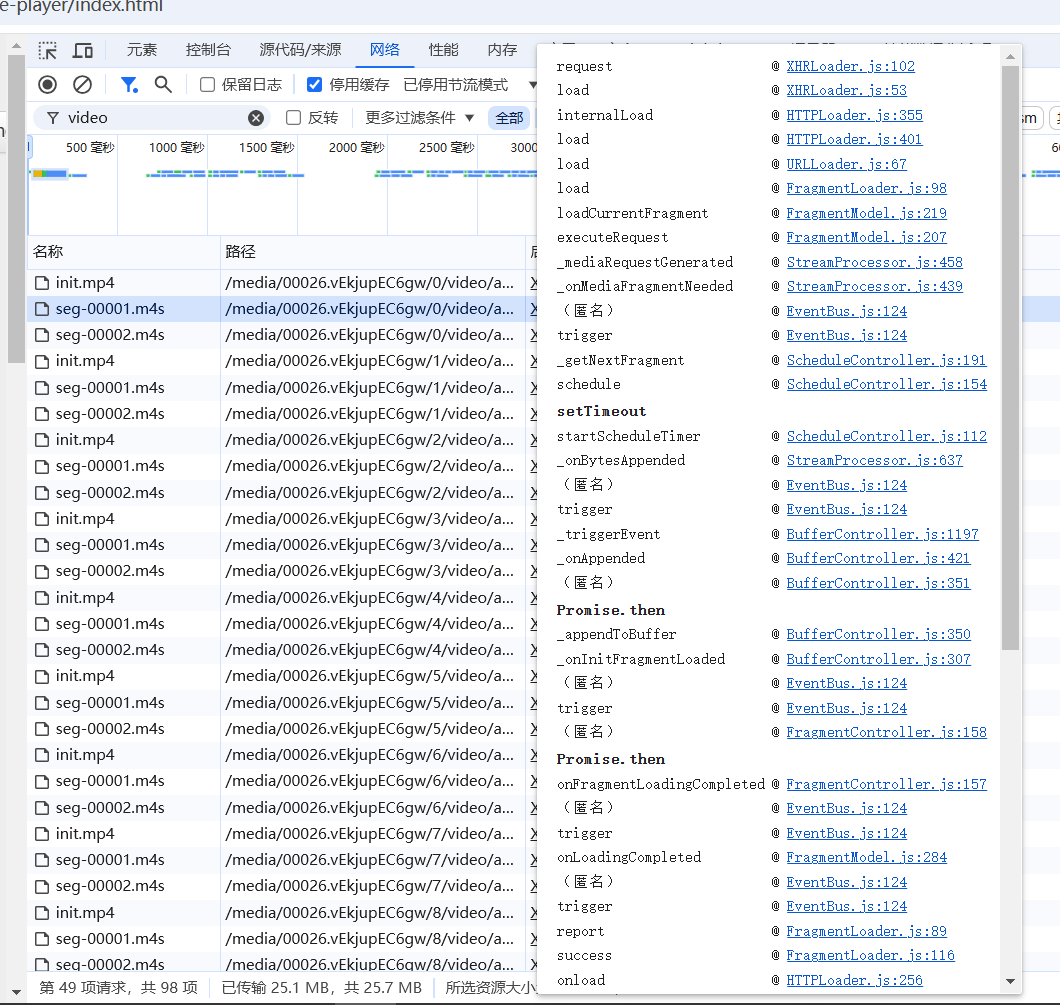 e-player/index.html
元素 控制台 源代码/来源 网络 性能 内存
保留日志 停用缓存 已停用节流模式
video 反转 更多过滤条件 全部 sm
500 毫秒 1000 毫秒 1500 毫秒 2000 毫秒 2500 毫秒 3000
名称 路径
init.mp4 /media/00026.vEkjupEC6gw/0/video/a...
seg-00001.m4s /media/00026.vEkjupEC6gw/0/video/a...
seg-00002.m4s /media/00026.vEkjupEC6gw/0/video/a...
init.mp4 /media/00026.vEkjupEC6gw/1/video/a...
seg-00001.m4s /media/00026.vEkjupEC6gw/1/video/a...
seg-00002.m4s /media/00026.vEkjupEC6gw/1/video/a...
init.mp4 /media/00026.vEkjupEC6gw/2/video/a...
seg-00001.m4s /media/00026.vEkjupEC6gw/2/video/a...
seg-00002.m4s /media/00026.vEkjupEC6gw/2/video/a...
init.mp4 /media/00026.vEkjupEC6gw/3/video/a...
seg-00001.m4s /media/00026.vEkjupEC6gw/3/video/a...
seg-00002.m4s /media/00026.vEkjupEC6gw/3/video/a...
init.mp4 /media/00026.vEkjupEC6gw/4/video/a...
seg-00001.m4s /media/00026.vEkjupEC6gw/4/video/a...
seg-00002.m4s /media/00026.vEkjupEC6gw/4/video/a...
init.mp4 /media/00026.vEkjupEC6gw/5/video/a...
seg-00001.m4s /media/00026.vEkjupEC6gw/5/video/a...
seg-00002.m4s /media/00026.vEkjupEC6gw/5/video/a...
init.mp4 /media/00026.vEkjupEC6gw/6/video/a...
seg-00001.m4s /media/00026.vEkjupEC6gw/6/video/a...
seg-00002.m4s /media/00026.vEkjupEC6gw/6/video/a...
init.mp4 /media/00026.vEkjupEC6gw/7/video/a...
seg-00001.m4s /media/00026.vEkjupEC6gw/7/video/a...
seg-00002.m4s /media/00026.vEkjupEC6gw/7/video/a...
init.mp4 /media/00026.vEkjupEC6gw/8/video/a...
seg-00001.m4s /media/00026.vEkjupEC6gw/8/video/a...
seg-00002.m4s /media/00026.vEkjupEC6gw/8/video/a...
第 49 项请求，共 98 项 已传输 25.1 MB，共 25.7 MB 所选资源大小
request @ XHRLoader.js:102
load @ XHRLoader.js:53
internalLoad @ HTTPLoader.js:355
load @ HTTPLoader.js:401
load @ URLLoader.js:67
load @ FragmentLoader.js:98
loadCurrentFragment @ FragmentModel.js:219
executeRequest @ FragmentModel.js:207
_mediaRequestGenerated @ StreamProcessor.js:458
_onMediaFragmentNeeded @ StreamProcessor.js:439
（匿名） @ EventBus.js:124
trigger @ EventBus.js:124
_getNextFragment @ ScheduleController.js:191
schedule @ ScheduleController.js:154
setTimeout
startScheduleTimer @ ScheduleController.js:112
_onBytesAppended @ StreamProcessor.js:637
（匿名） @ EventBus.js:124
trigger @ EventBus.js:124
_triggerEvent @ BufferController.js:1197
_onAppended @ BufferController.js:421
（匿名） @ BufferController.js:351
Promise.then
_appendToBuffer @ BufferController.js:350
_onInitFragmentLoaded @ BufferController.js:307
（匿名） @ EventBus.js:124
trigger @ EventBus.js:124
（匿名） @ FragmentController.js:158
Promise.then
onFragmentLoadingCompleted @ FragmentController.js:157
（匿名） @ EventBus.js:124
trigger @ EventBus.js:124
onLoadingCompleted @ FragmentModel.js:284
（匿名） @ EventBus.js:124
trigger @ EventBus.js:124
report @ FragmentLoader.js:89
success @ FragmentLoader.js:116
onload @ HTTPLoader.js:256